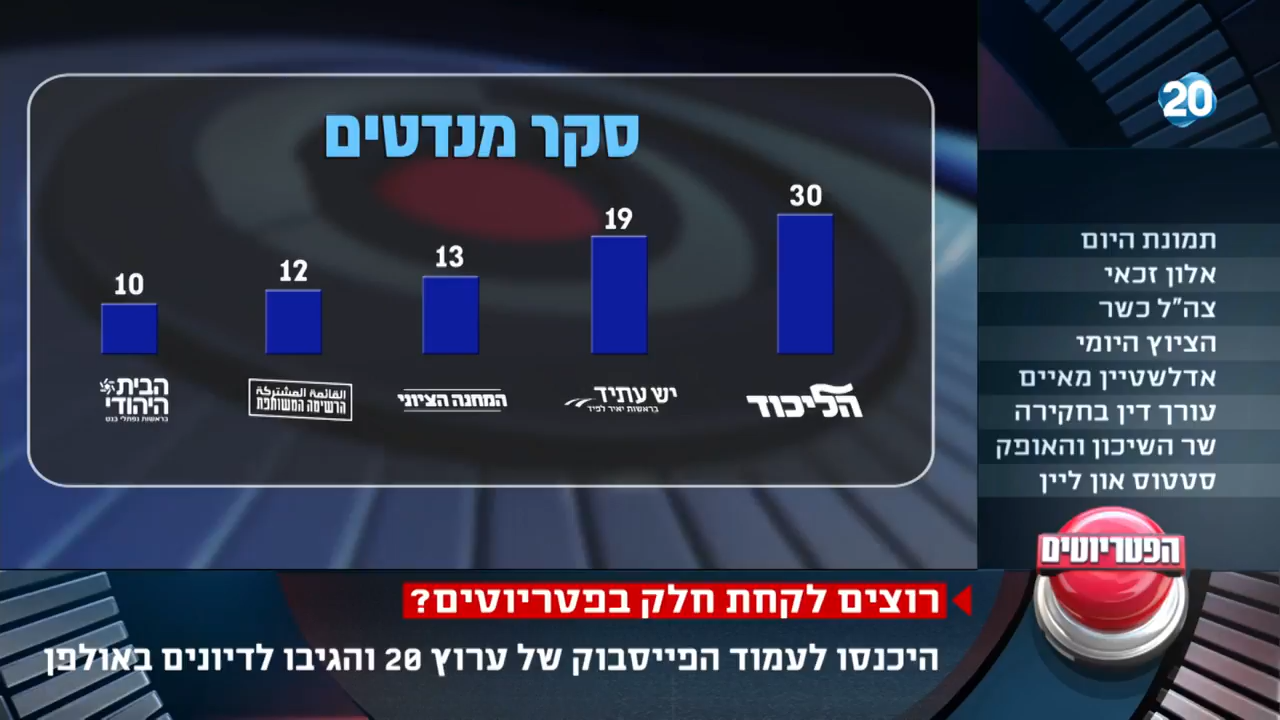 20
סקר מנדטים
30
19
13
12
10
הליכוד
יש עתיד
בראשות יאיר לפיד
המחנה הציוני
القائمة المشتركة
הרשימה המשותפת
הבית
היהודי
בראשות נפתלי בנט
תמונת היום
אלון זכאי
צה"ל כשר
הציוץ היומי
אדלשטיין מאיים
עורך דין בחקירה
שר השיכון והאופק
סטטוס און ליין
הפטריוטים
רוצים לקחת חלק בפטריוטים?
היכנסו לעמוד הפייסבוק של ערוץ 20 והגיבו לדיונים באולפן